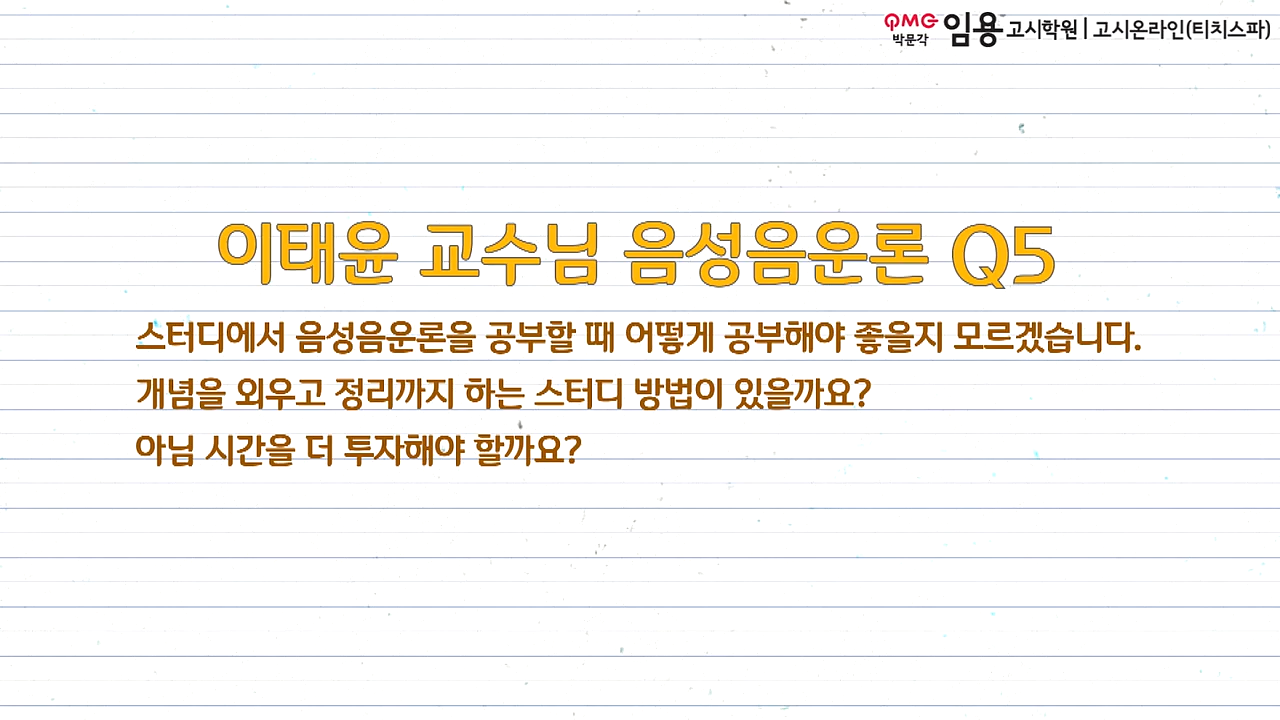 PMG 박문각 임용고시학원 | 고시온라인(티치스파)
이태윤 교수님 음성음운론 Q5
스터디에서 음성음운론을 공부할 때 어떻게 공부해야 좋을지 모르겠습니다.
개념을 외우고 정리까지 하는 스터디 방법이 있을까요?
아님 시간을 더 투자해야 할까요?